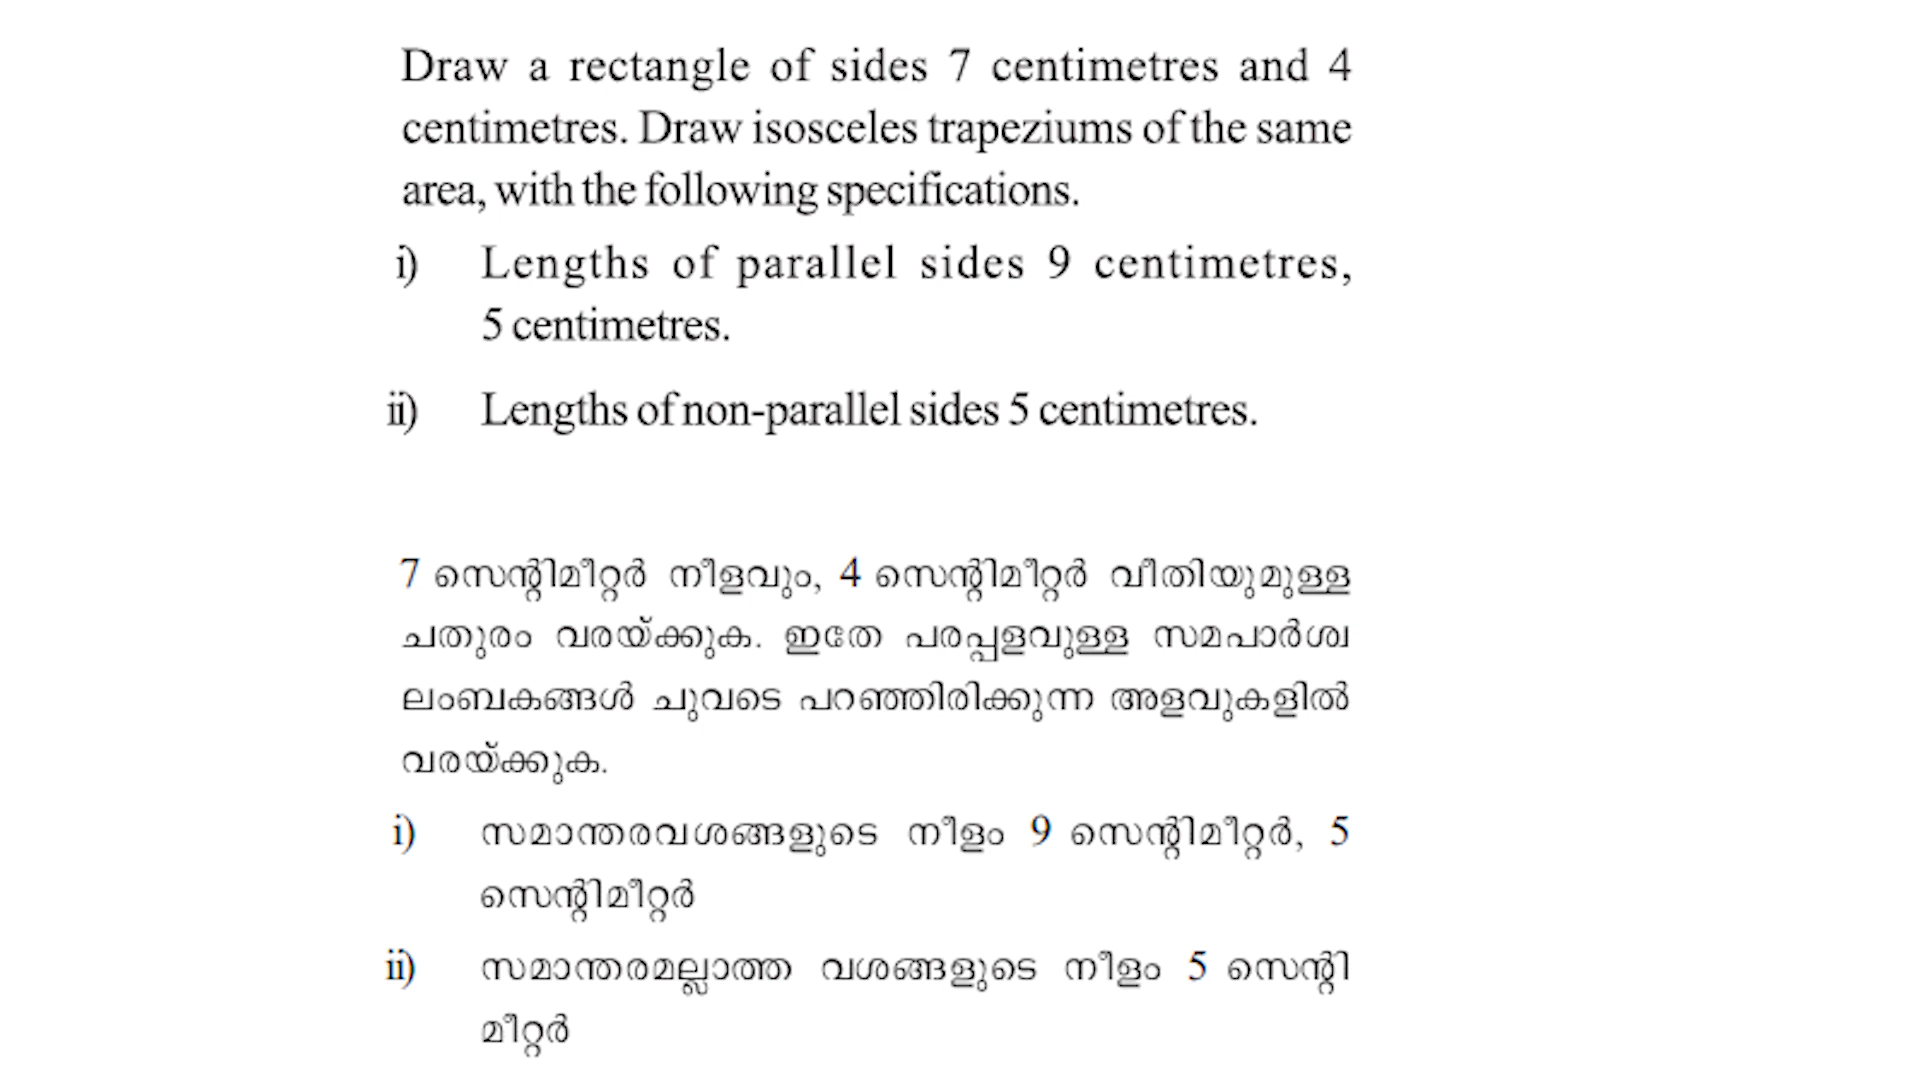 Draw a rectangle of sides 7 centimetres and 4
centimetres. Draw isosceles trapeziums of the same
area, with the following specifications.
i) Lengths of parallel sides 9 centimetres,
5 centimetres.
ii) Lengths of non-parallel sides 5 centimetres.
7 സെന്റിമീറ്റർ നീളവും, 4 സെന്റിമീറ്റർ വീതിയുമുള്ള
ചതുരം വരയ്ക്കുക. ഇതേ പരപ്പളവുള്ള സമപാർശ്വ
ലംബകങ്ങൾ ചുവടെ പറഞ്ഞിരിക്കുന്ന അളവുകളിൽ
വരയ്ക്കുക.
i) സമാന്തരവശങ്ങളുടെ നീളം 9 സെന്റിമീറ്റർ, 5
സെന്റിമീറ്റർ
ii) സമാന്തരമല്ലാത്ത വശങ്ങളുടെ നീളം 5 സെന്റി
മീറ്റർ